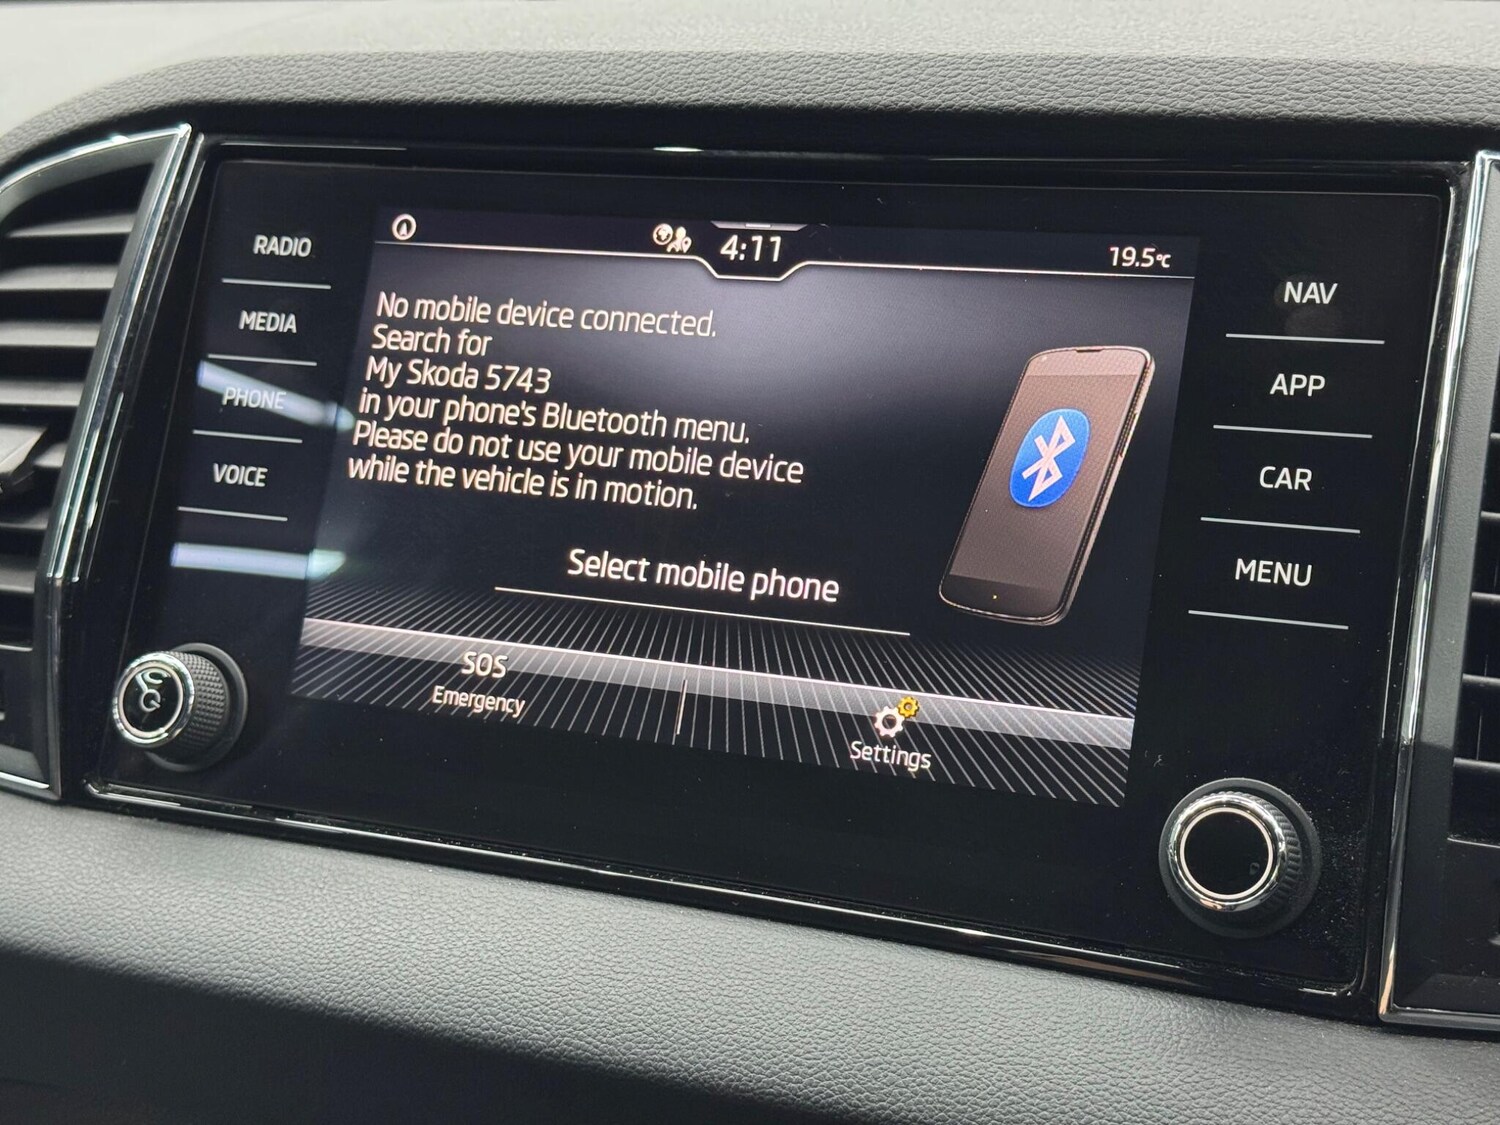 4:11
19.5°C
RADIO
MEDIA
PHONE
VOICE
No mobile device connected.
Search for
My Skoda 5743
in your phone's Bluetooth menu.
Please do not use your mobile device
while the vehicle is in motion.
Select mobile phone
SOS
Emergency
Settings
NAV
APP
CAR
MENU